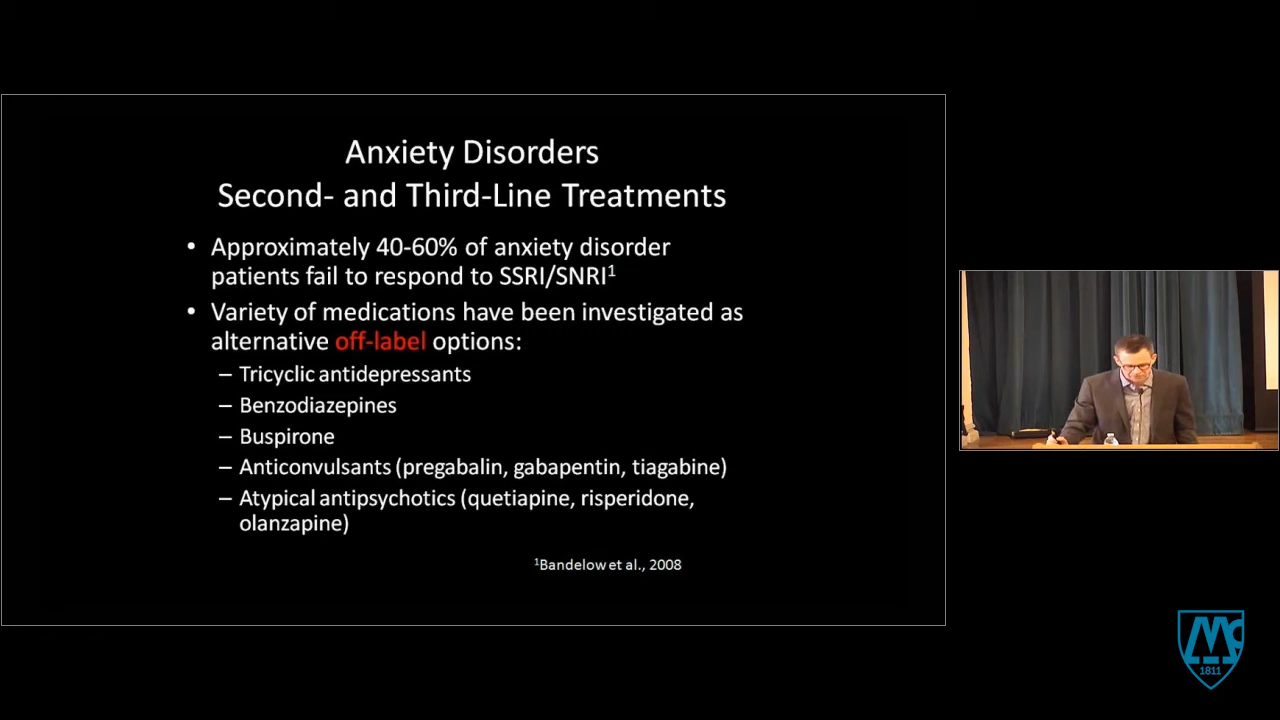 Anxiety Disorders
Second- and Third-Line Treatments
• Approximately 40-60% of anxiety disorder
patients fail to respond to SSRI/SNRI¹
• Variety of medications have been investigated as
alternative off-label options:
– Tricyclic antidepressants
– Benzodiazepines
– Buspirone
– Anticonvulsants (pregabalin, gabapentin, tiagabine)
– Atypical antipsychotics (quetiapine, risperidone,
olanzapine)
¹Bandelow et al., 2008
Mc
1811